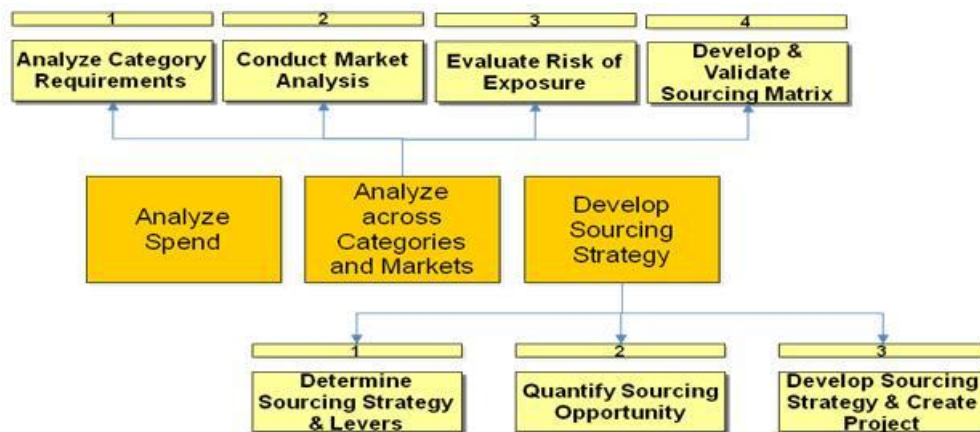 1
2
3
4
Analyze Category
Requirements
Conduct Market
Analysis
Evaluate Risk of
Exposure
Develop &
Validate
Sourcing Matrix
Analyze
Spend
Analyze
across
Categories
and Markets
Develop
Sourcing
Strategy
1
2
3
Determine
Sourcing Strategy
& Levers
Quantify Sourcing
Opportunity
Develop Sourcing
Strategy & Create
Project